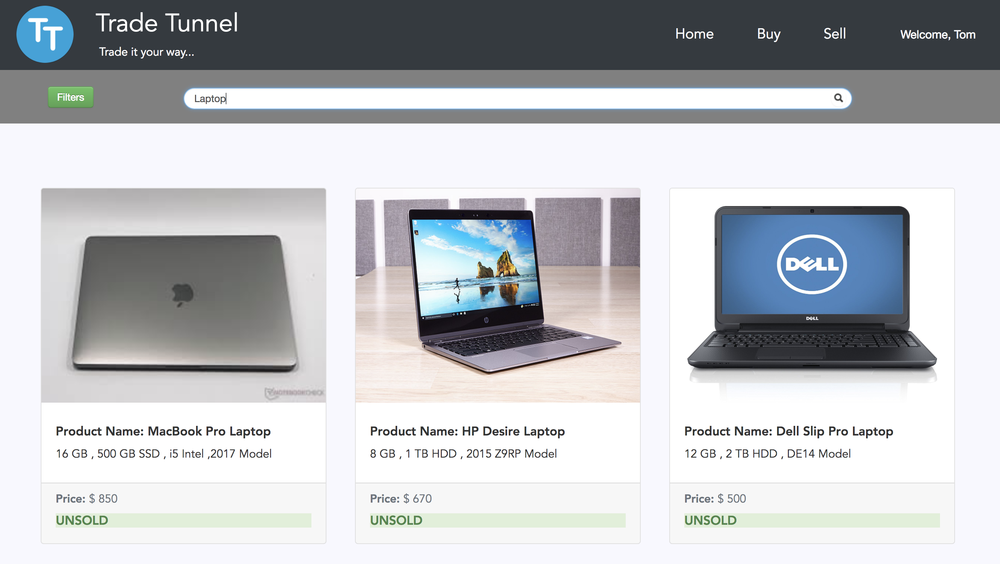 TT
Trade Tunnel
Trade it your way...
Home Buy Sell Welcome, Tom
Filters
Laptop
NOTEBOOKCHECK
DELL
DELL
Product Name: MacBook Pro Laptop
16 GB , 500 GB SSD , i5 Intel ,2017 Model
Price: $ 850
UNSOLD
hp
Product Name: HP Desire Laptop
8 GB , 1 TB HDD , 2015 Z9RP Model
Price: $ 670
UNSOLD
Product Name: Dell Slip Pro Laptop
12 GB , 2 TB HDD , DE14 Model
Price: $ 500
UNSOLD